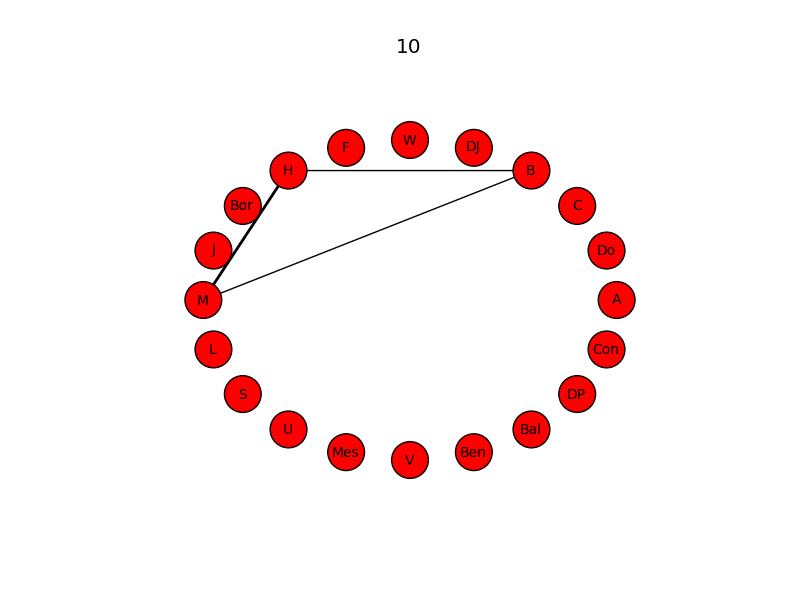 10
W
F DJ
H B
Bor C
J Do
M A
L Con
S DP
U Bal
Mes Ben
V